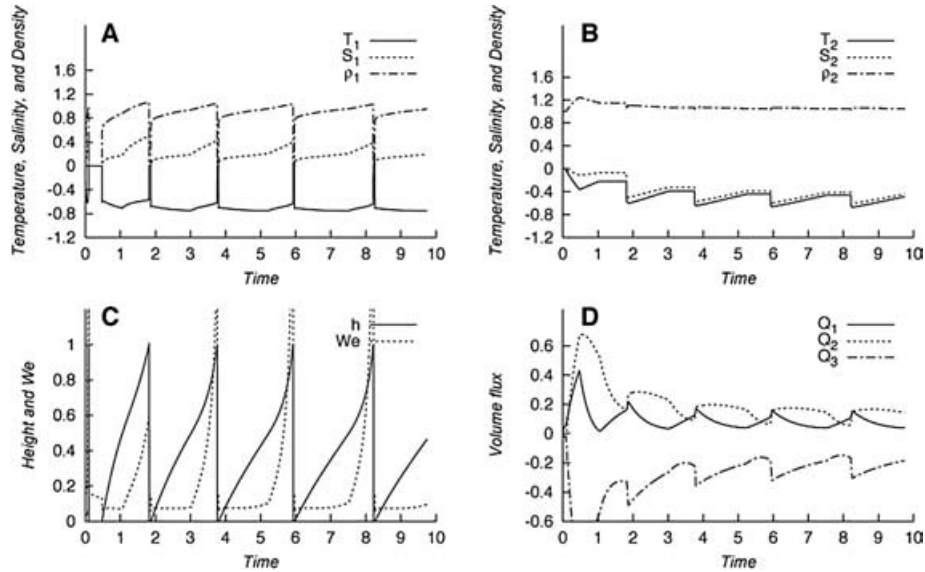 A
T1
S1
ρ1
Temperature, Salinity, and Density
1.6
1.2
0.8
0.4
0
-0.4
-0.8
-1.2
0 1 2 3 4 5 6 7 8 9 10
Time
B
T2
S2
ρ2
Temperature, Salinity, and Density
1.6
1.2
0.8
0.4
0
-0.4
-0.8
-1.2
0 1 2 3 4 5 6 7 8 9 10
Time
C
h
We
Height and We
1
0.8
0.6
0.4
0.2
0
0 1 2 3 4 5 6 7 8 9 10
Time
D
Q1
Q2
Q3
Volume flux
0.6
0.4
0.2
0
-0.2
-0.4
-0.6
0 1 2 3 4 5 6 7 8 9 10
Time